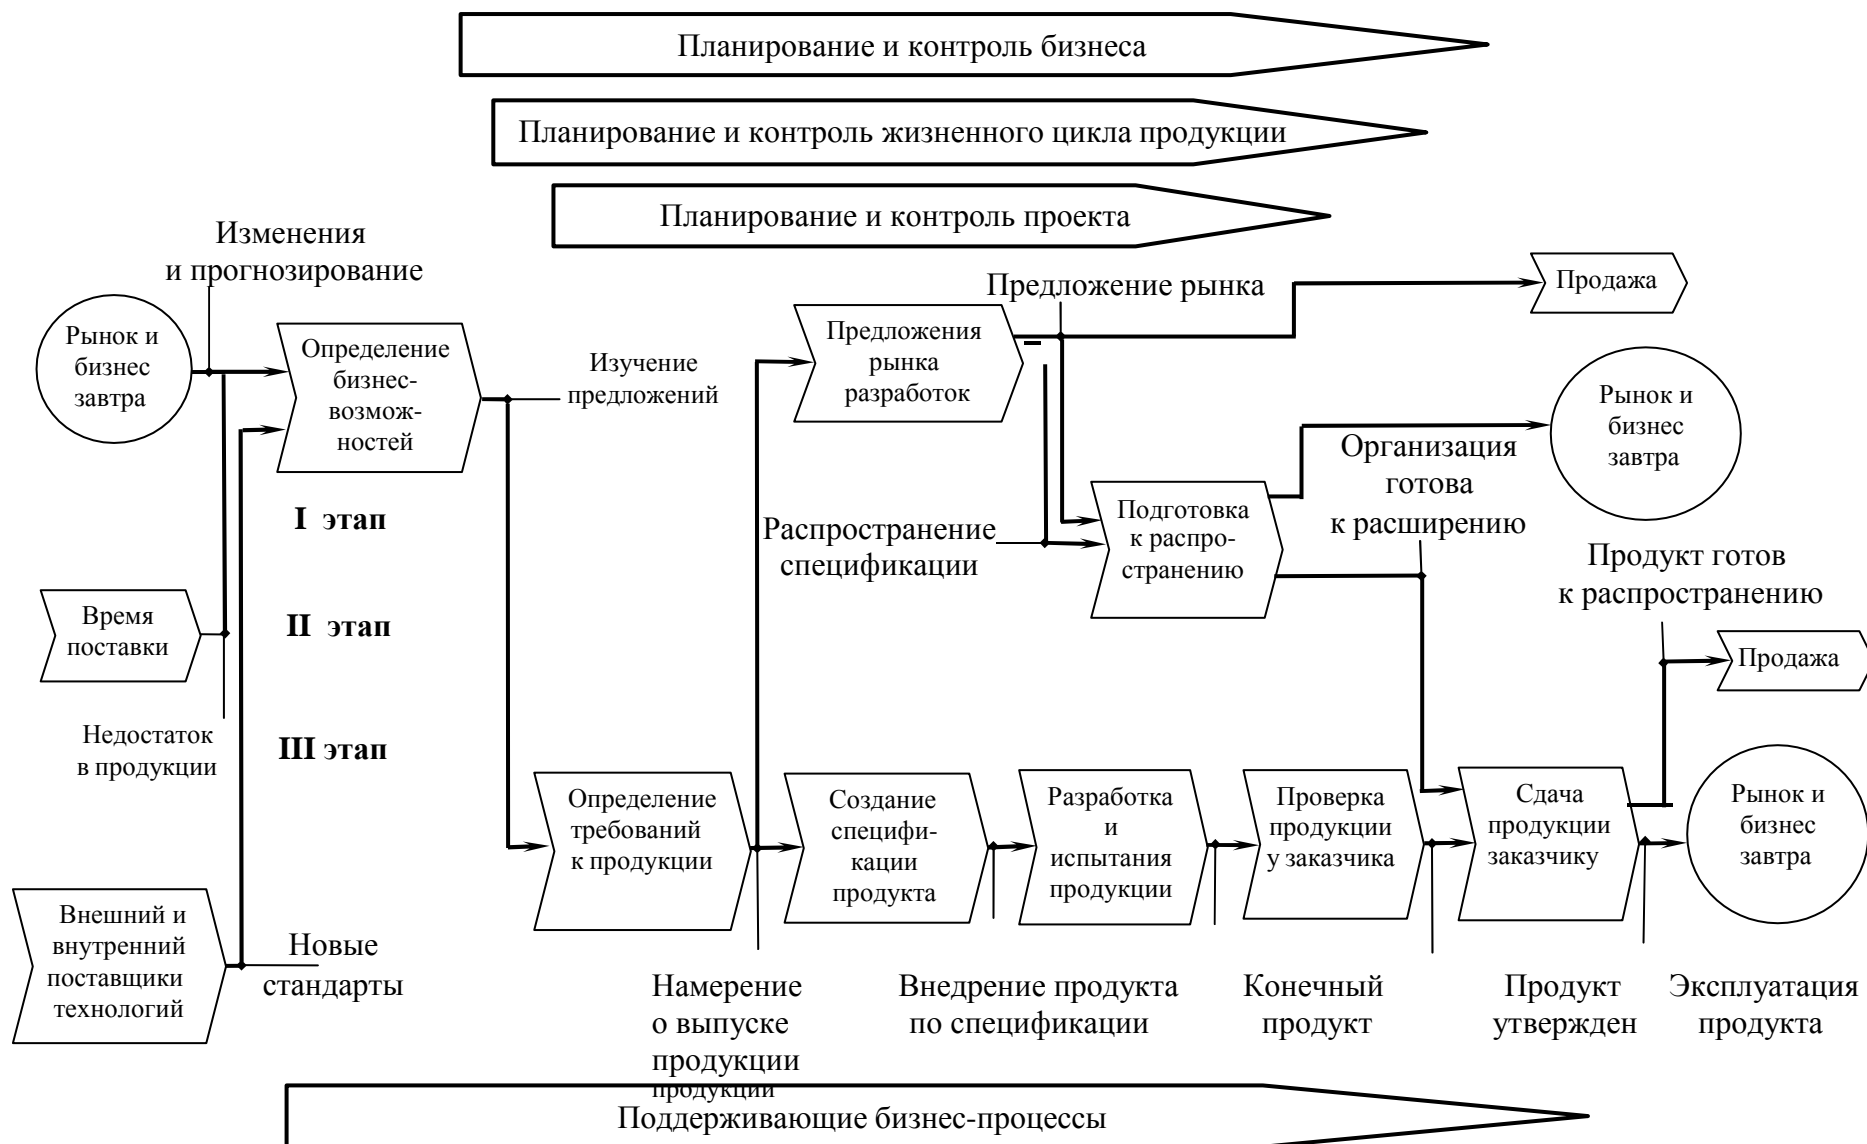 Планирование и контроль бизнеса
Планирование и контроль жизненного цикла продукции
Планирование и контроль проекта
Изменения
и прогнозирование
Рынок и
бизнес
завтра
Определение
бизнес-
возмож-
ностей
Изучение
предложений
Предложения
рынка
разработок
Предложение рынка
Продажа
Рынок и
бизнес
завтра
Организация
готова
к расширению
I этап
Распространение
спецификации
Подготовка
к распро-
странению
Продукт готов
к распространению
Время
поставки
II этап
Продажа
Недостаток
в продукции
III этап
Определение
требований
к продукции
Создание
специфи-
кации
продукта
Разработка
и
испытания
продукции
Проверка
продукции
у заказчика
Сдача
продукции
заказчику
Рынок и
бизнес
завтра
Внешний и
внутренний
поставщики
технологий
Новые
стандарты
Намерение
о выпуске
продукции
продукции
Внедрение продукта
по спецификации
Конечный
продукт
Продукт
утвержден
Эксплуатация
продукта
Поддерживающие бизнес-процессы